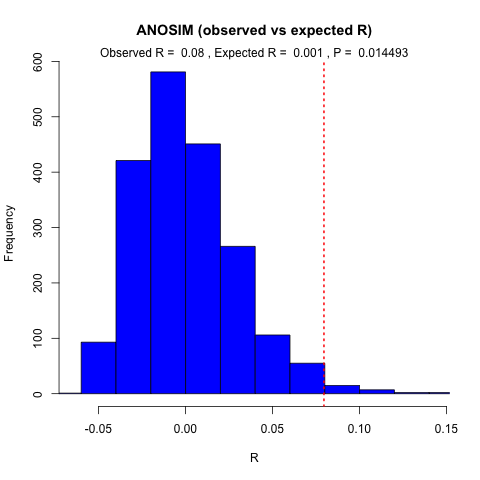 ANOSIM (observed vs expected R)
Observed R =  0.08 , Expected R =  0.001 , P =  0.014493
600
500
400
300
200
100
0
Frequency
-0.05 0.00 0.05 0.10 0.15
R